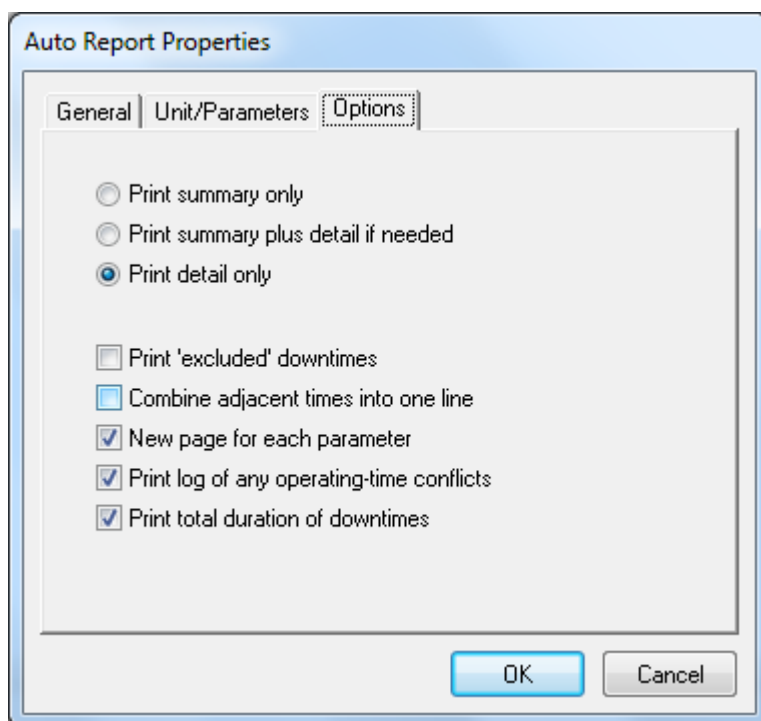 Auto Report Properties
General Unit/Parameters Options
Print summary only
Print summary plus detail if needed
Print detail only
Print 'excluded' downtimes
Combine adjacent times into one line
New page for each parameter
Print log of any operating-time conflicts
Print total duration of downtimes
OK Cancel